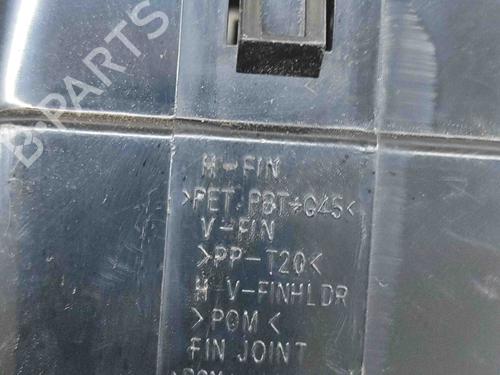 B-PARTS
H-FIN
>PET.PBT+G45<
V-FIN
>PP-T20<
H V-FINHLDR
>POM<
FIN JOINT